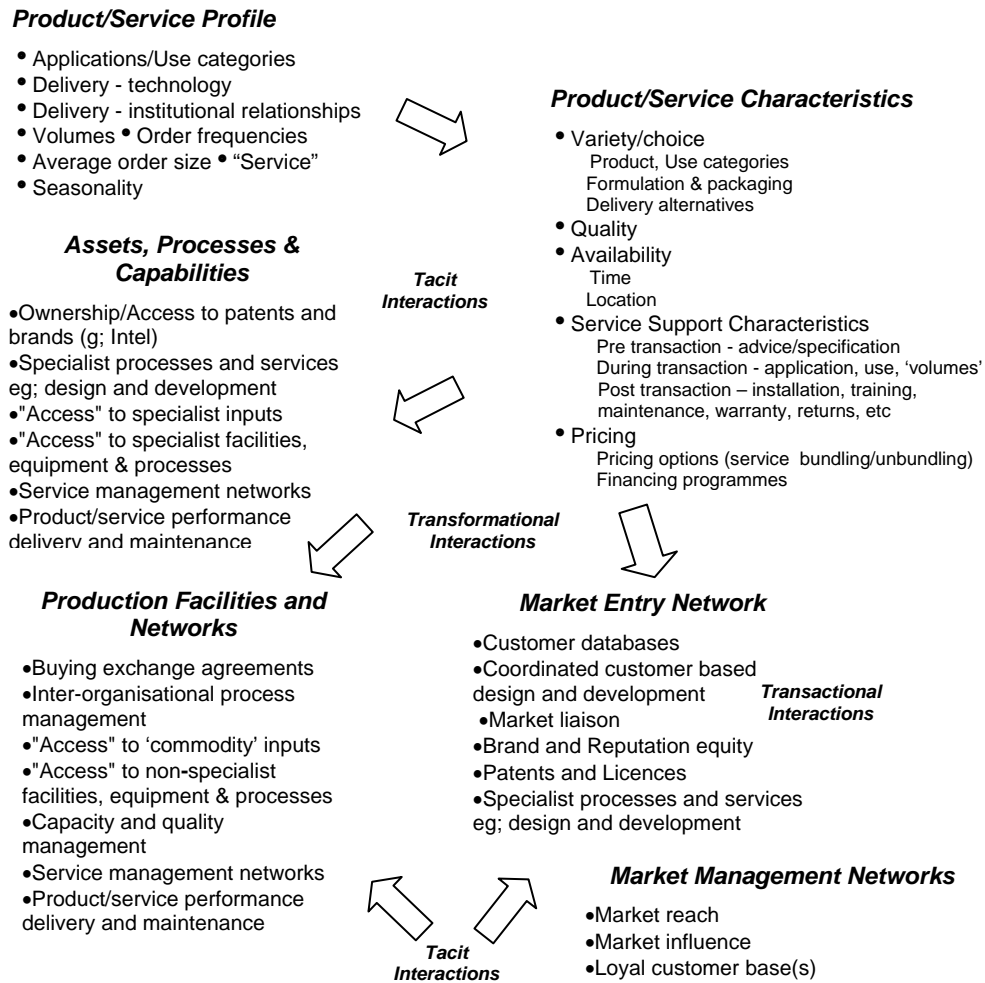 Product/Service Profile
• Applications/Use categories
• Delivery - technology
• Delivery - institutional relationships
• Volumes • Order frequencies
• Average order size • “Service”
• Seasonality
Product/Service Characteristics
• Variety/choice
Product, Use categories
Formulation & packaging
Delivery alternatives
• Quality
• Availability
Time
Location
• Service Support Characteristics
Pre transaction - advice/specification
During transaction - application, use, ‘volumes’
Post transaction – installation, training,
maintenance, warranty, returns, etc
• Pricing
Pricing options (service bundling/unbundling)
Financing programmes
Assets, Processes &
Capabilities
•Ownership/Access to patents and
brands (g; Intel)
•Specialist processes and services
eg; design and development
•"Access" to specialist inputs
•"Access" to specialist facilities,
equipment & processes
•Service management networks
•Product/service performance
delivery and maintenance
Tacit
Interactions
Transformational
Interactions
Production Facilities and
Networks
•Buying exchange agreements
•Inter-organisational process
management
•"Access" to ‘commodity’ inputs
•"Access" to non-specialist
facilities, equipment & processes
•Capacity and quality
management
•Service management networks
•Product/service performance
delivery and maintenance
Market Entry Network
•Customer databases
•Coordinated customer based
design and development
•Market liaison
•Brand and Reputation equity
•Patents and Licences
•Specialist processes and services
eg; design and development
Transactional
Interactions
Market Management Networks
•Market reach
•Market influence
•Loyal customer base(s)
Tacit
Interactions